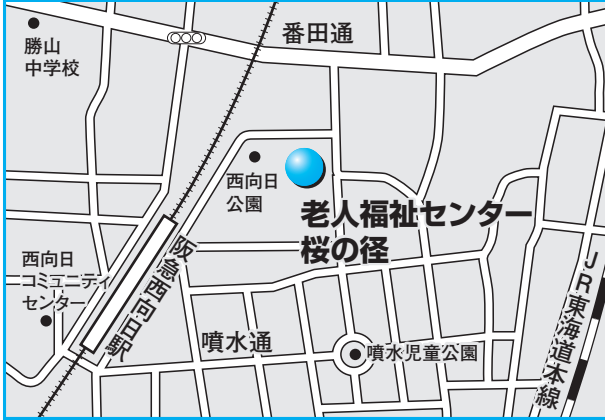 番田通
勝山
中学校
西向日
公園
老人福祉センター
桜の径
西向日
コミュニティ
センター
阪急西向日駅
噴水通
噴水児童公園
JR東海道本線